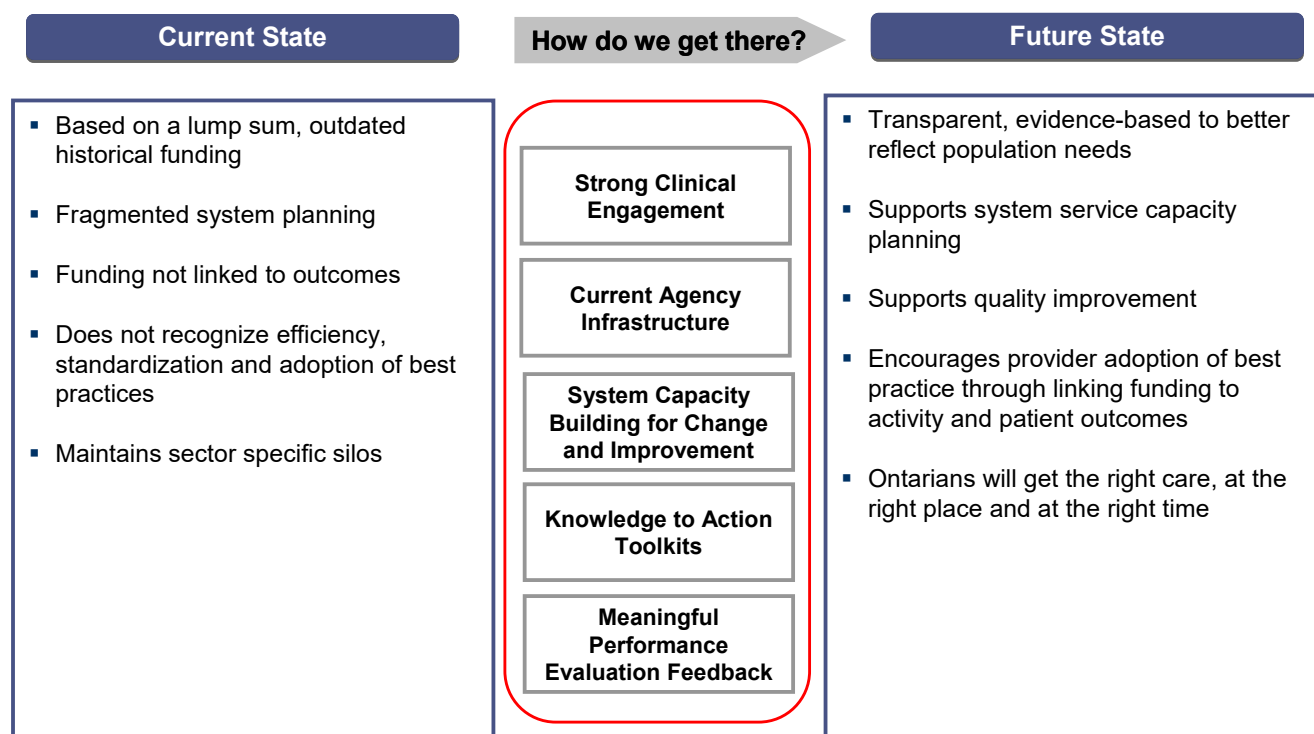 Current State
How do we get there?
Future State
▪ Based on a lump sum, outdated
historical funding
▪ Fragmented system planning
▪ Funding not linked to outcomes
▪ Does not recognize efficiency,
standardization and adoption of best
practices
▪ Maintains sector specific silos
Strong Clinical
Engagement
Current Agency
Infrastructure
System Capacity
Building for Change
and Improvement
Knowledge to Action
Toolkits
Meaningful
Performance
Evaluation Feedback
▪ Transparent, evidence-based to better
reflect population needs
▪ Supports system service capacity
planning
▪ Supports quality improvement
▪ Encourages provider adoption of best
practice through linking funding to
activity and patient outcomes
▪ Ontarians will get the right care, at the
right place and at the right time